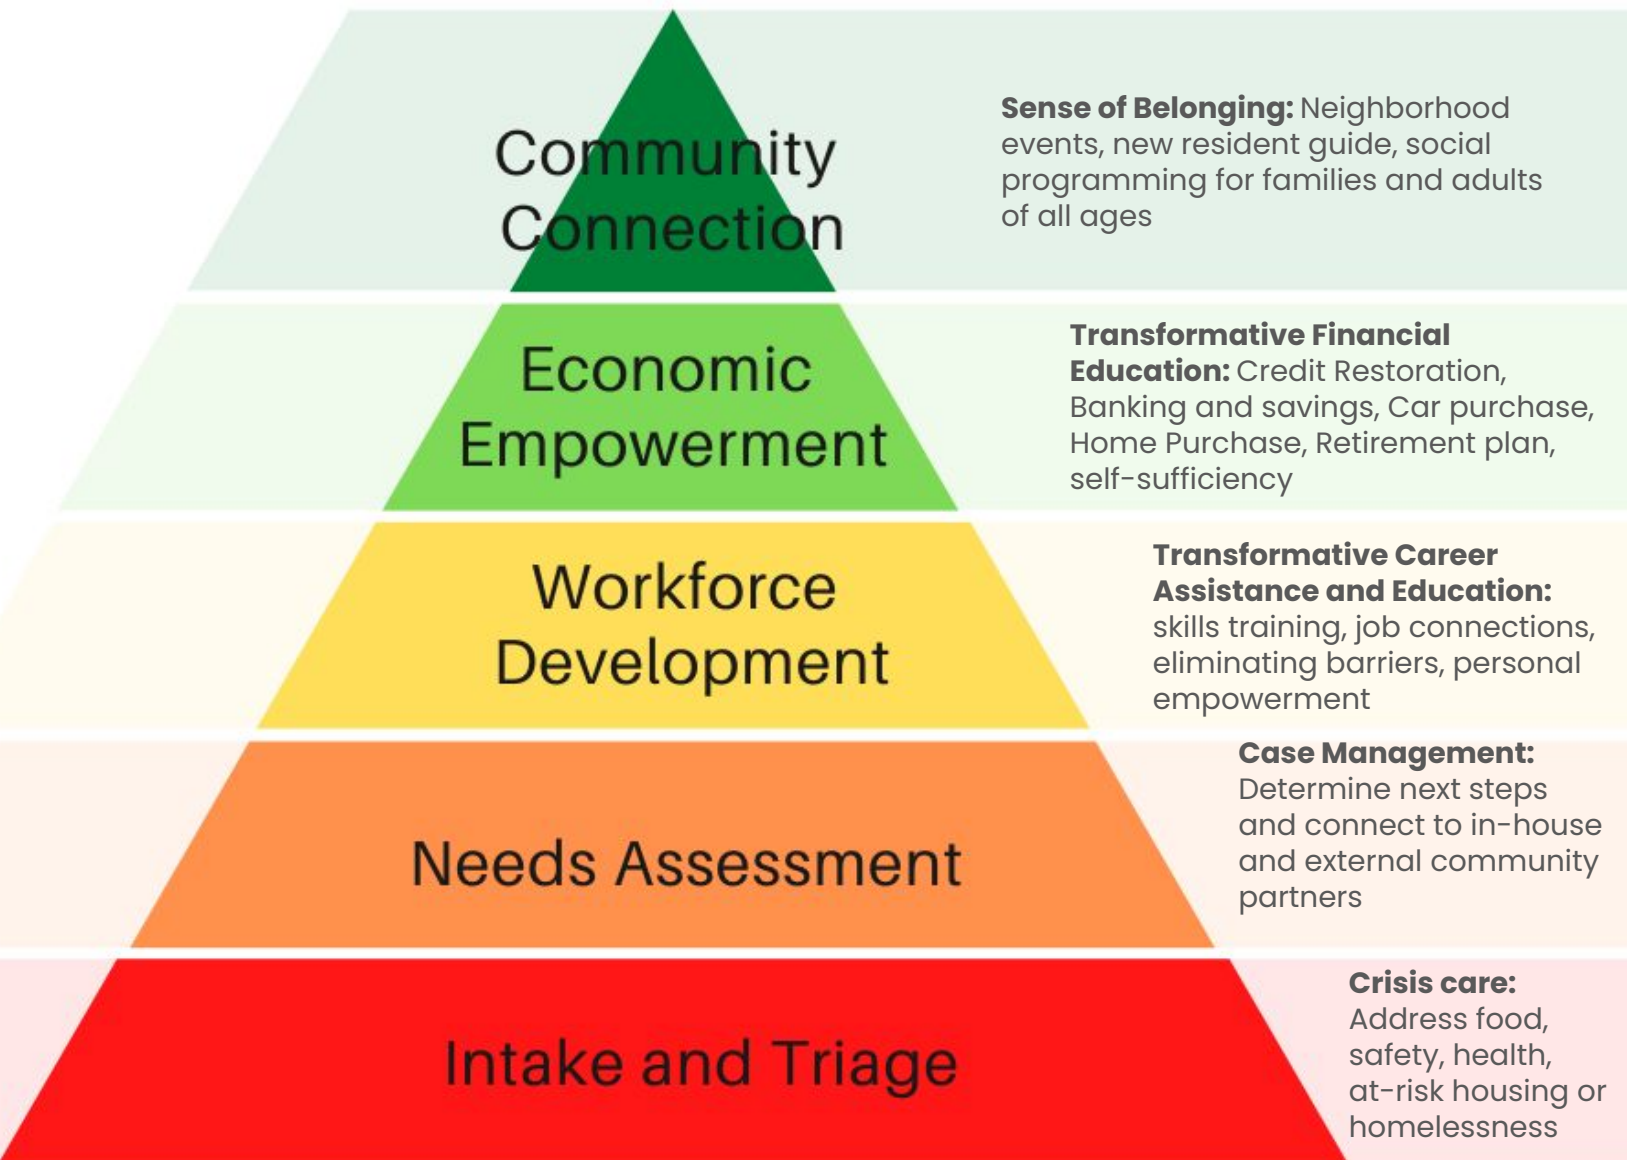 Community
Connection
Sense of Belonging: Neighborhood
events, new resident guide, social
programming for families and adults
of all ages
Economic
Empowerment
Transformative Financial
Education: Credit Restoration,
Banking and savings, Car purchase,
Home Purchase, Retirement plan,
self-sufficiency
Workforce
Development
Transformative Career
Assistance and Education:
skills training, job connections,
eliminating barriers, personal
empowerment
Needs Assessment
Case Management:
Determine next steps
and connect to in-house
and external community
partners
Intake and Triage
Crisis care:
Address food,
safety, health,
at-risk housing or
homelessness